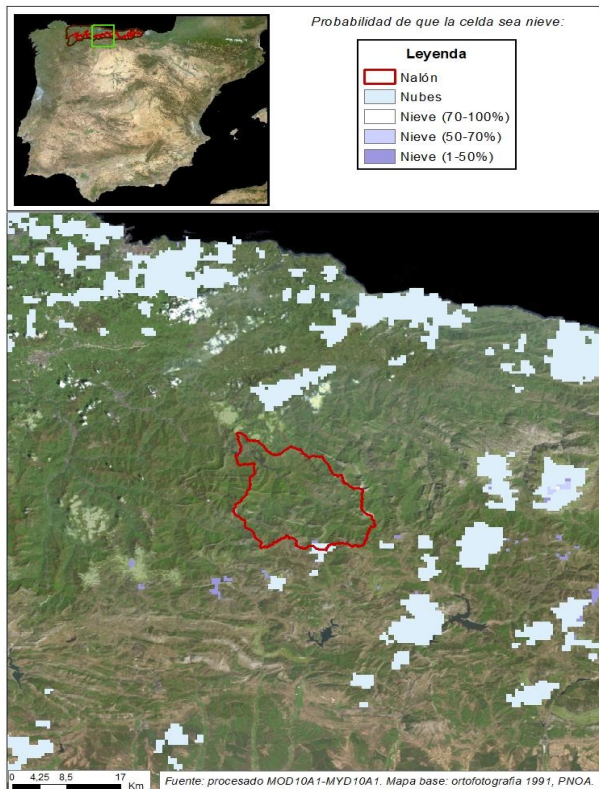 Probabilidad de que la celda sea nieve:
Leyenda
Nalón
Nubes
Nieve (70-100%)
Nieve (50-70%)
Nieve (1-50%)
0 4,25 8,5 17
Km
Fuente: procesado MOD10A1-MYD10A1. Mapa base: ortofotografia 1991, PNOA.